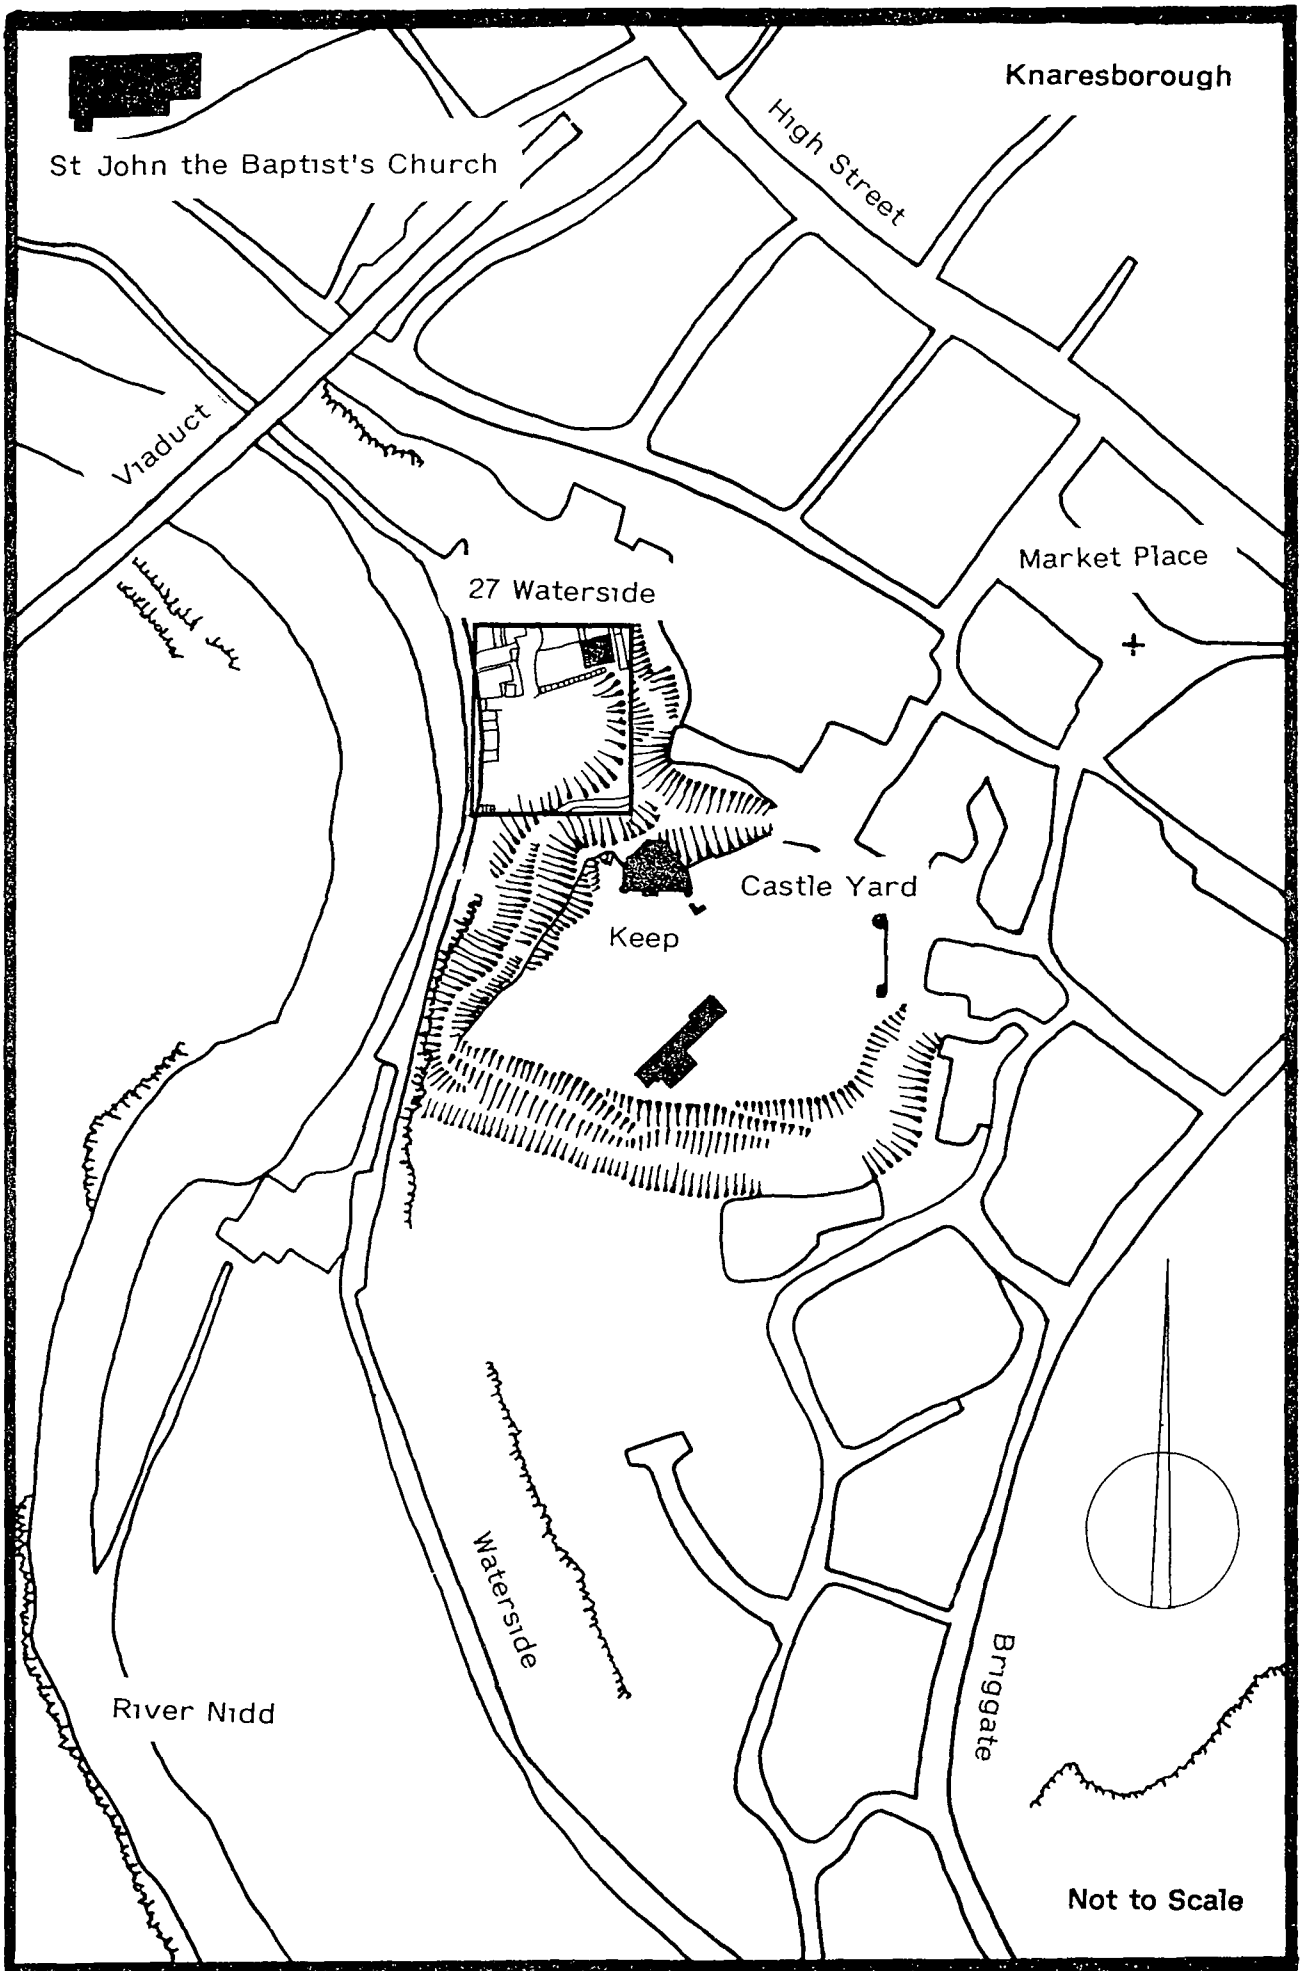 Knaresborough
High Street
St John the Baptist's Church
Viaduct
Market Place
27 Waterside
Castle Yard
Keep
Waterside
Briggate
River Nidd
Not to Scale